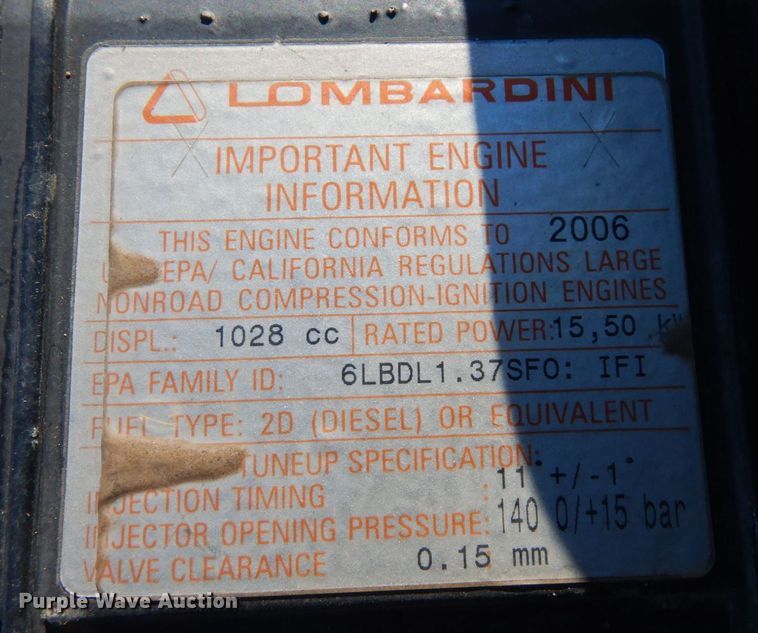 LOMBARDINI
IMPORTANT ENGINE
INFORMATION
THIS ENGINE CONFORMS TO 2006
EPA/ CALIFORNIA REGULATIONS LARGE
NONROAD COMPRESSION-IGNITION ENGINES
DISPL.: 1028 cc RATED POWER:15,50 kW
EPA FAMILY ID: 6LBDL1.37SFO: IFI
FUEL TYPE: 2D (DIESEL) OR EQUIVALENT
TUNEUP SPECIFICATION:
INJECTION TIMING : 11° +/-1°
INJECTOR OPENING PRESSURE: 140 0/+15 bar
VALVE CLEARANCE 0.15 mm
Purple Wave Auction